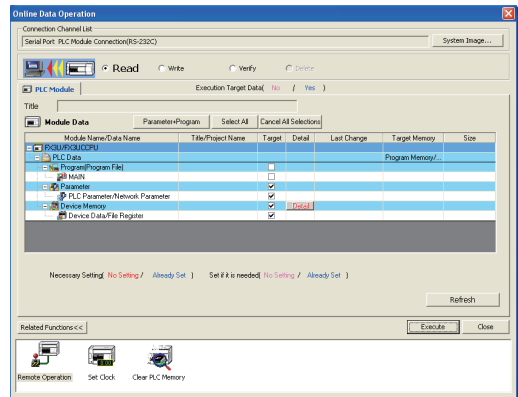 Online Data Operation
Connection Channel List
Serial Port PLC Module Connection(RS-232C)
System Image...
Read
Write
Verify
Delete
PLC Module
Execution Target Data( No / Yes )
Title
Module Data
Parameter+Program
Select All
Cancel All Selections
Module Name/Data Name Title/Project Name Target Detail Last Change Target Memory Size
FX3U/FX3UCCPU
PLC Data Program Memory/...
Program(Program File)
MAIN
Parameter
PLC Parameter/Network Parameter
Device Memory Detail
Device Data/File Register
Necessary Setting( No Setting / Already Set ) Set if it is needed( No Setting / Already Set )
Refresh
Related Functions<<
Execute
Close
Remote Operation
Set Clock
Clear PLC Memory